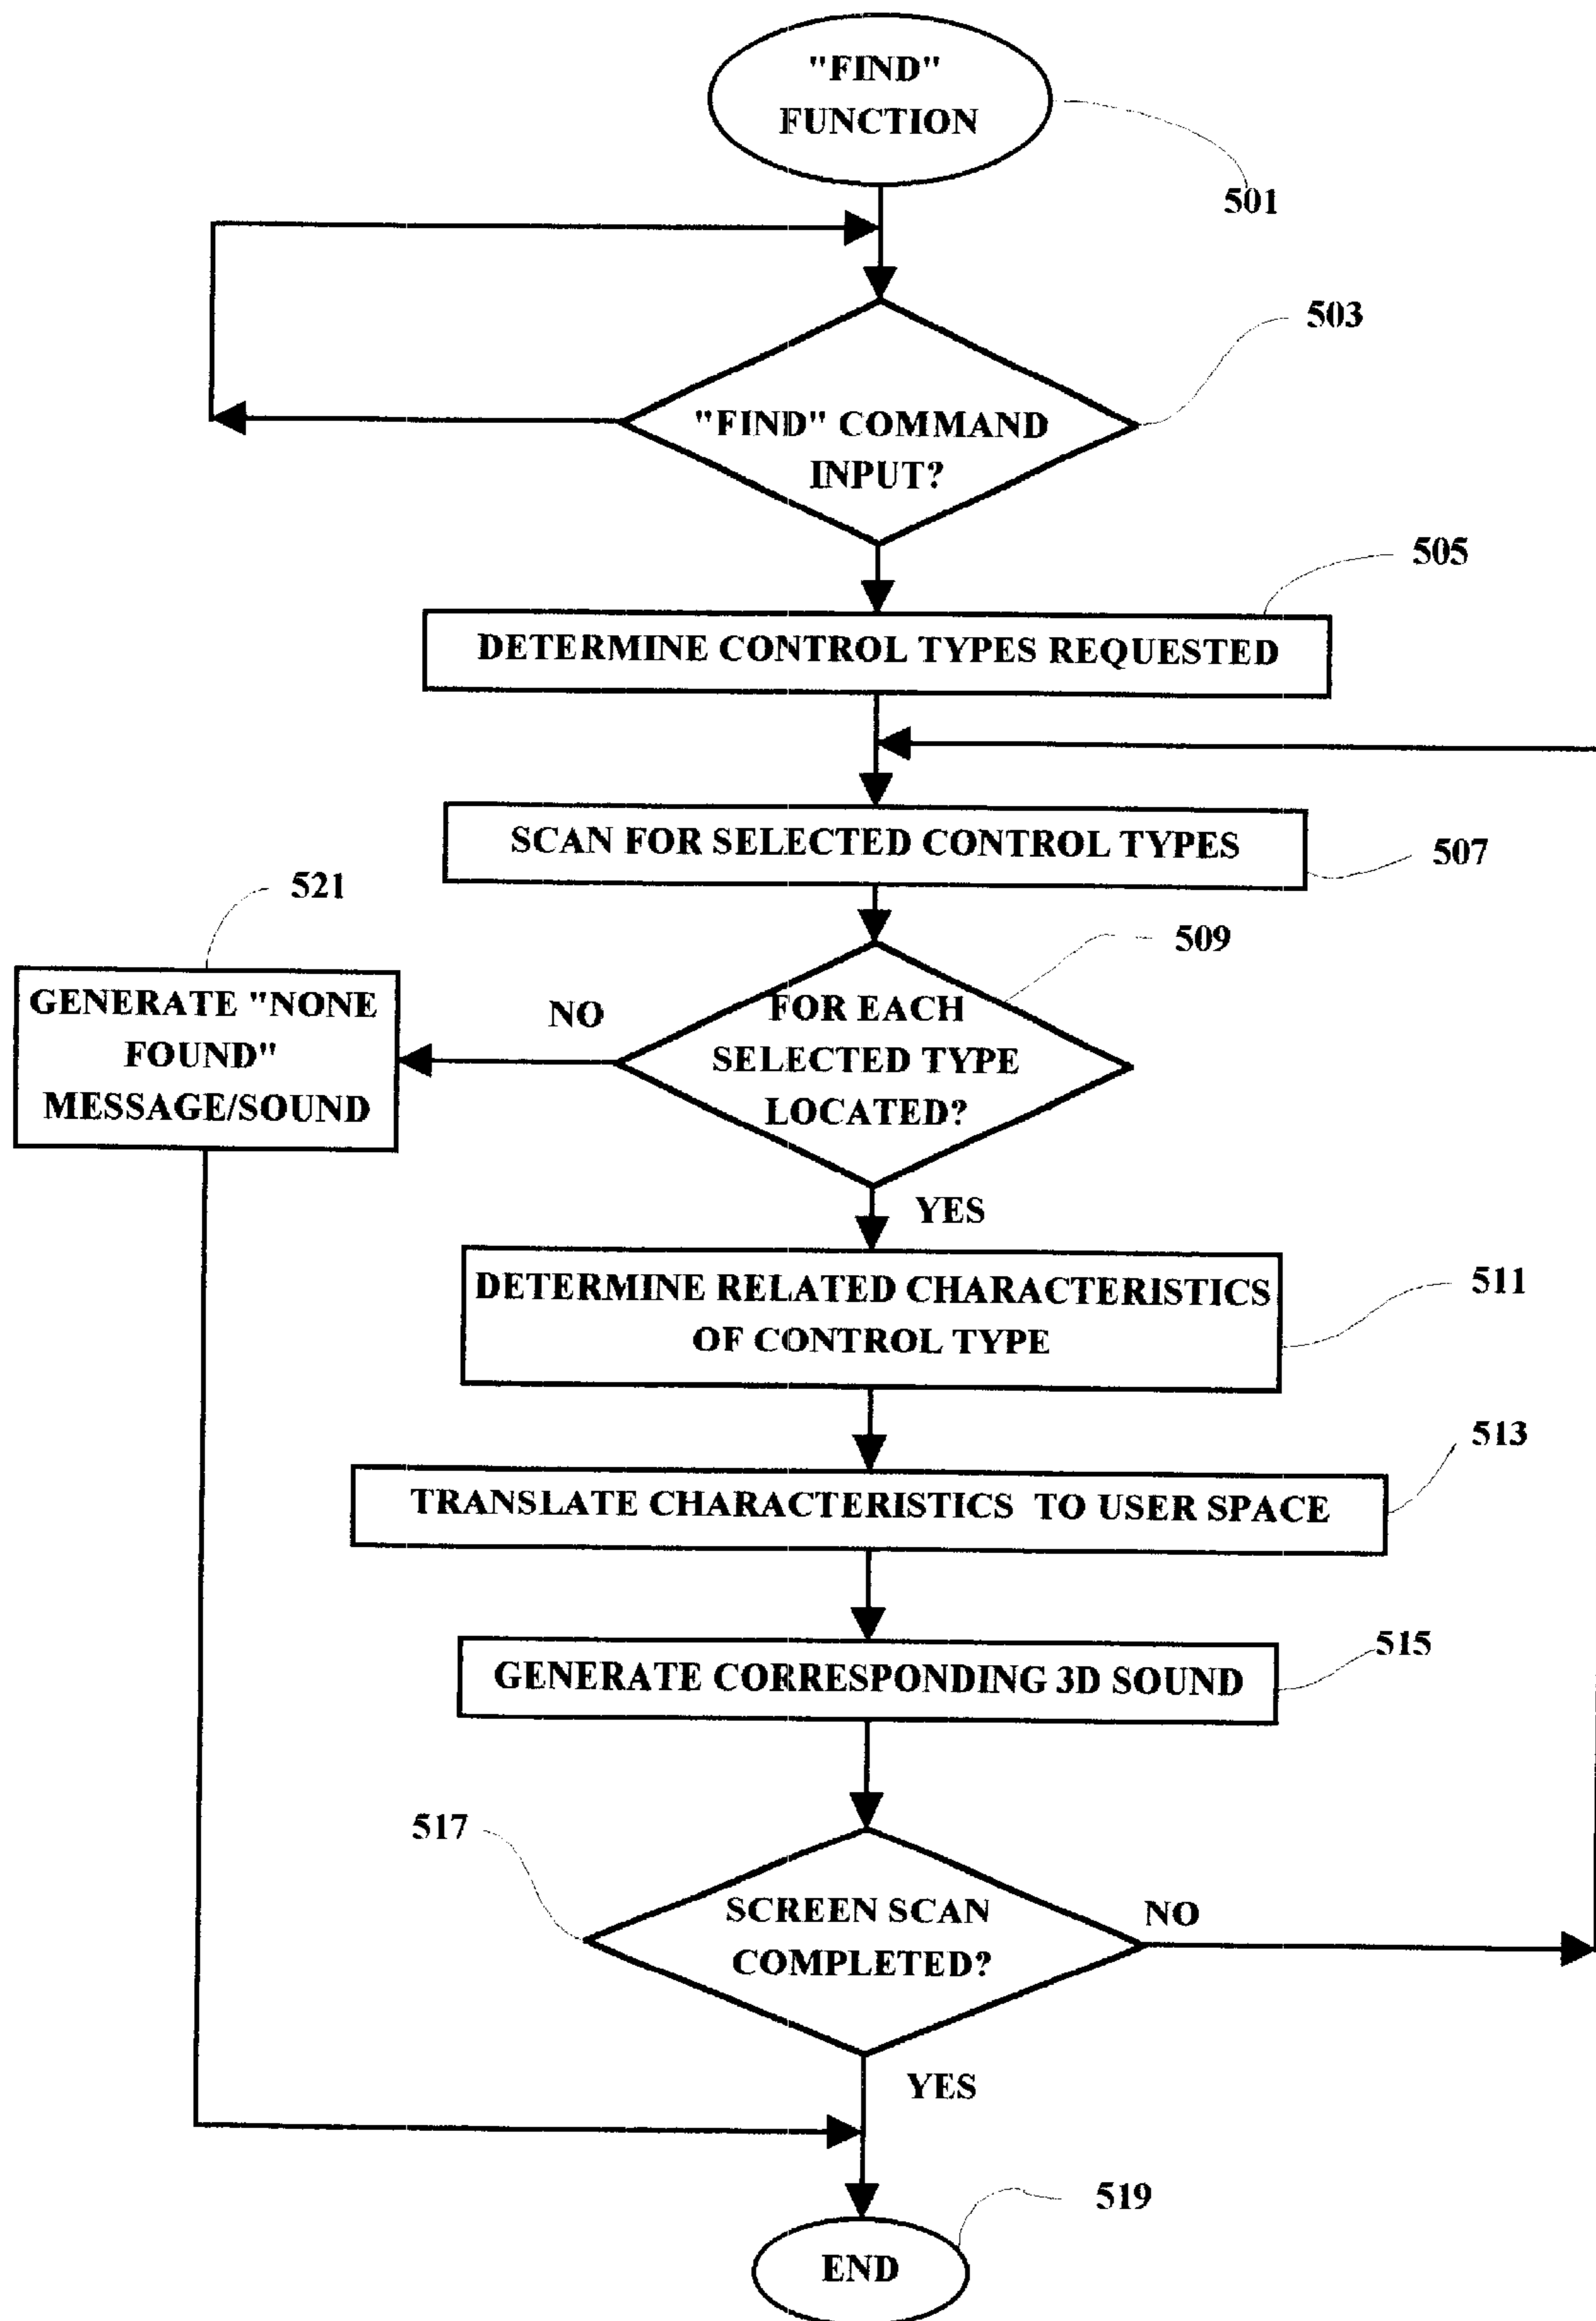 "FIND"
FUNCTION
501
503
"FIND" COMMAND
INPUT?
505
DETERMINE CONTROL TYPES REQUESTED
SCAN FOR SELECTED CONTROL TYPES
507
521
509
GENERATE "NONE
FOUND"
MESSAGE/SOUND
NO
FOR EACH
SELECTED TYPE
LOCATED?
YES
DETERMINE RELATED CHARACTERISTICS
OF CONTROL TYPE
511
513
TRANSLATE CHARACTERISTICS TO USER SPACE
515
GENERATE CORRESPONDING 3D SOUND
517
SCREEN SCAN
COMPLETED?
NO
YES
519
END